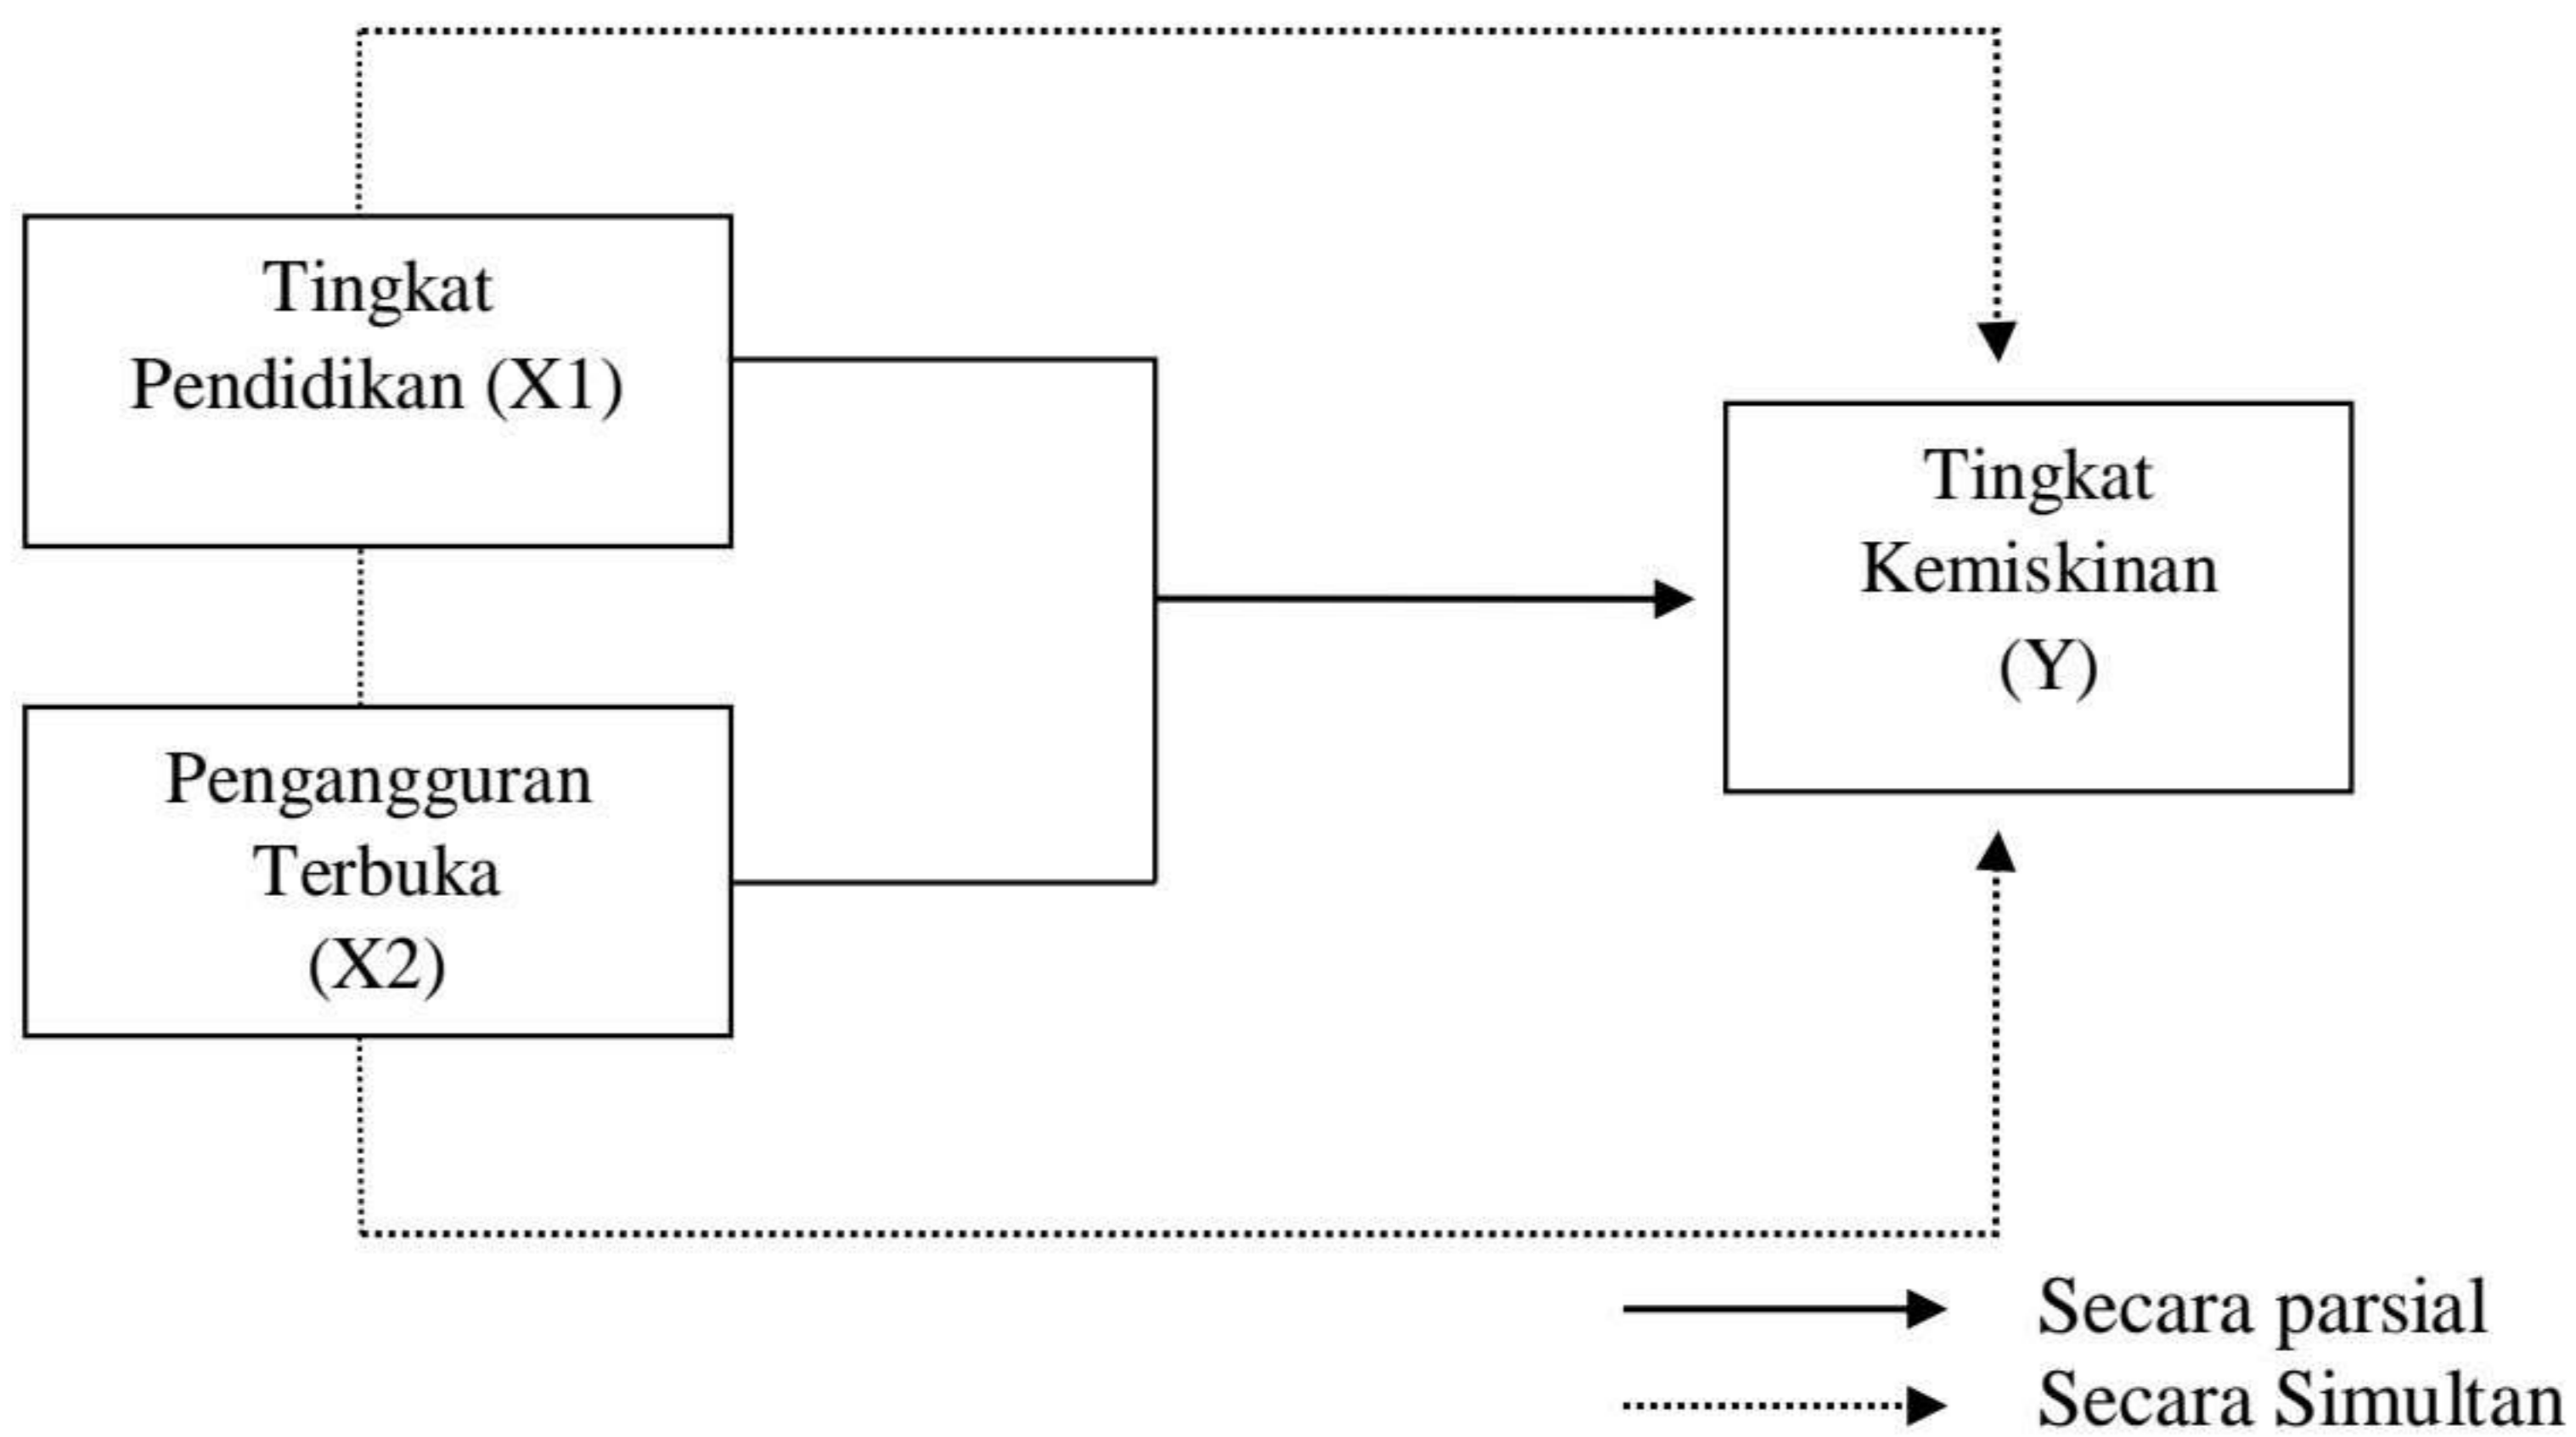 Tingkat
Pendidikan (X1)
Pengangguran
Terbuka
(X2)
Tingkat
Kemiskinan
(Y)
Secara parsial
Secara Simultan